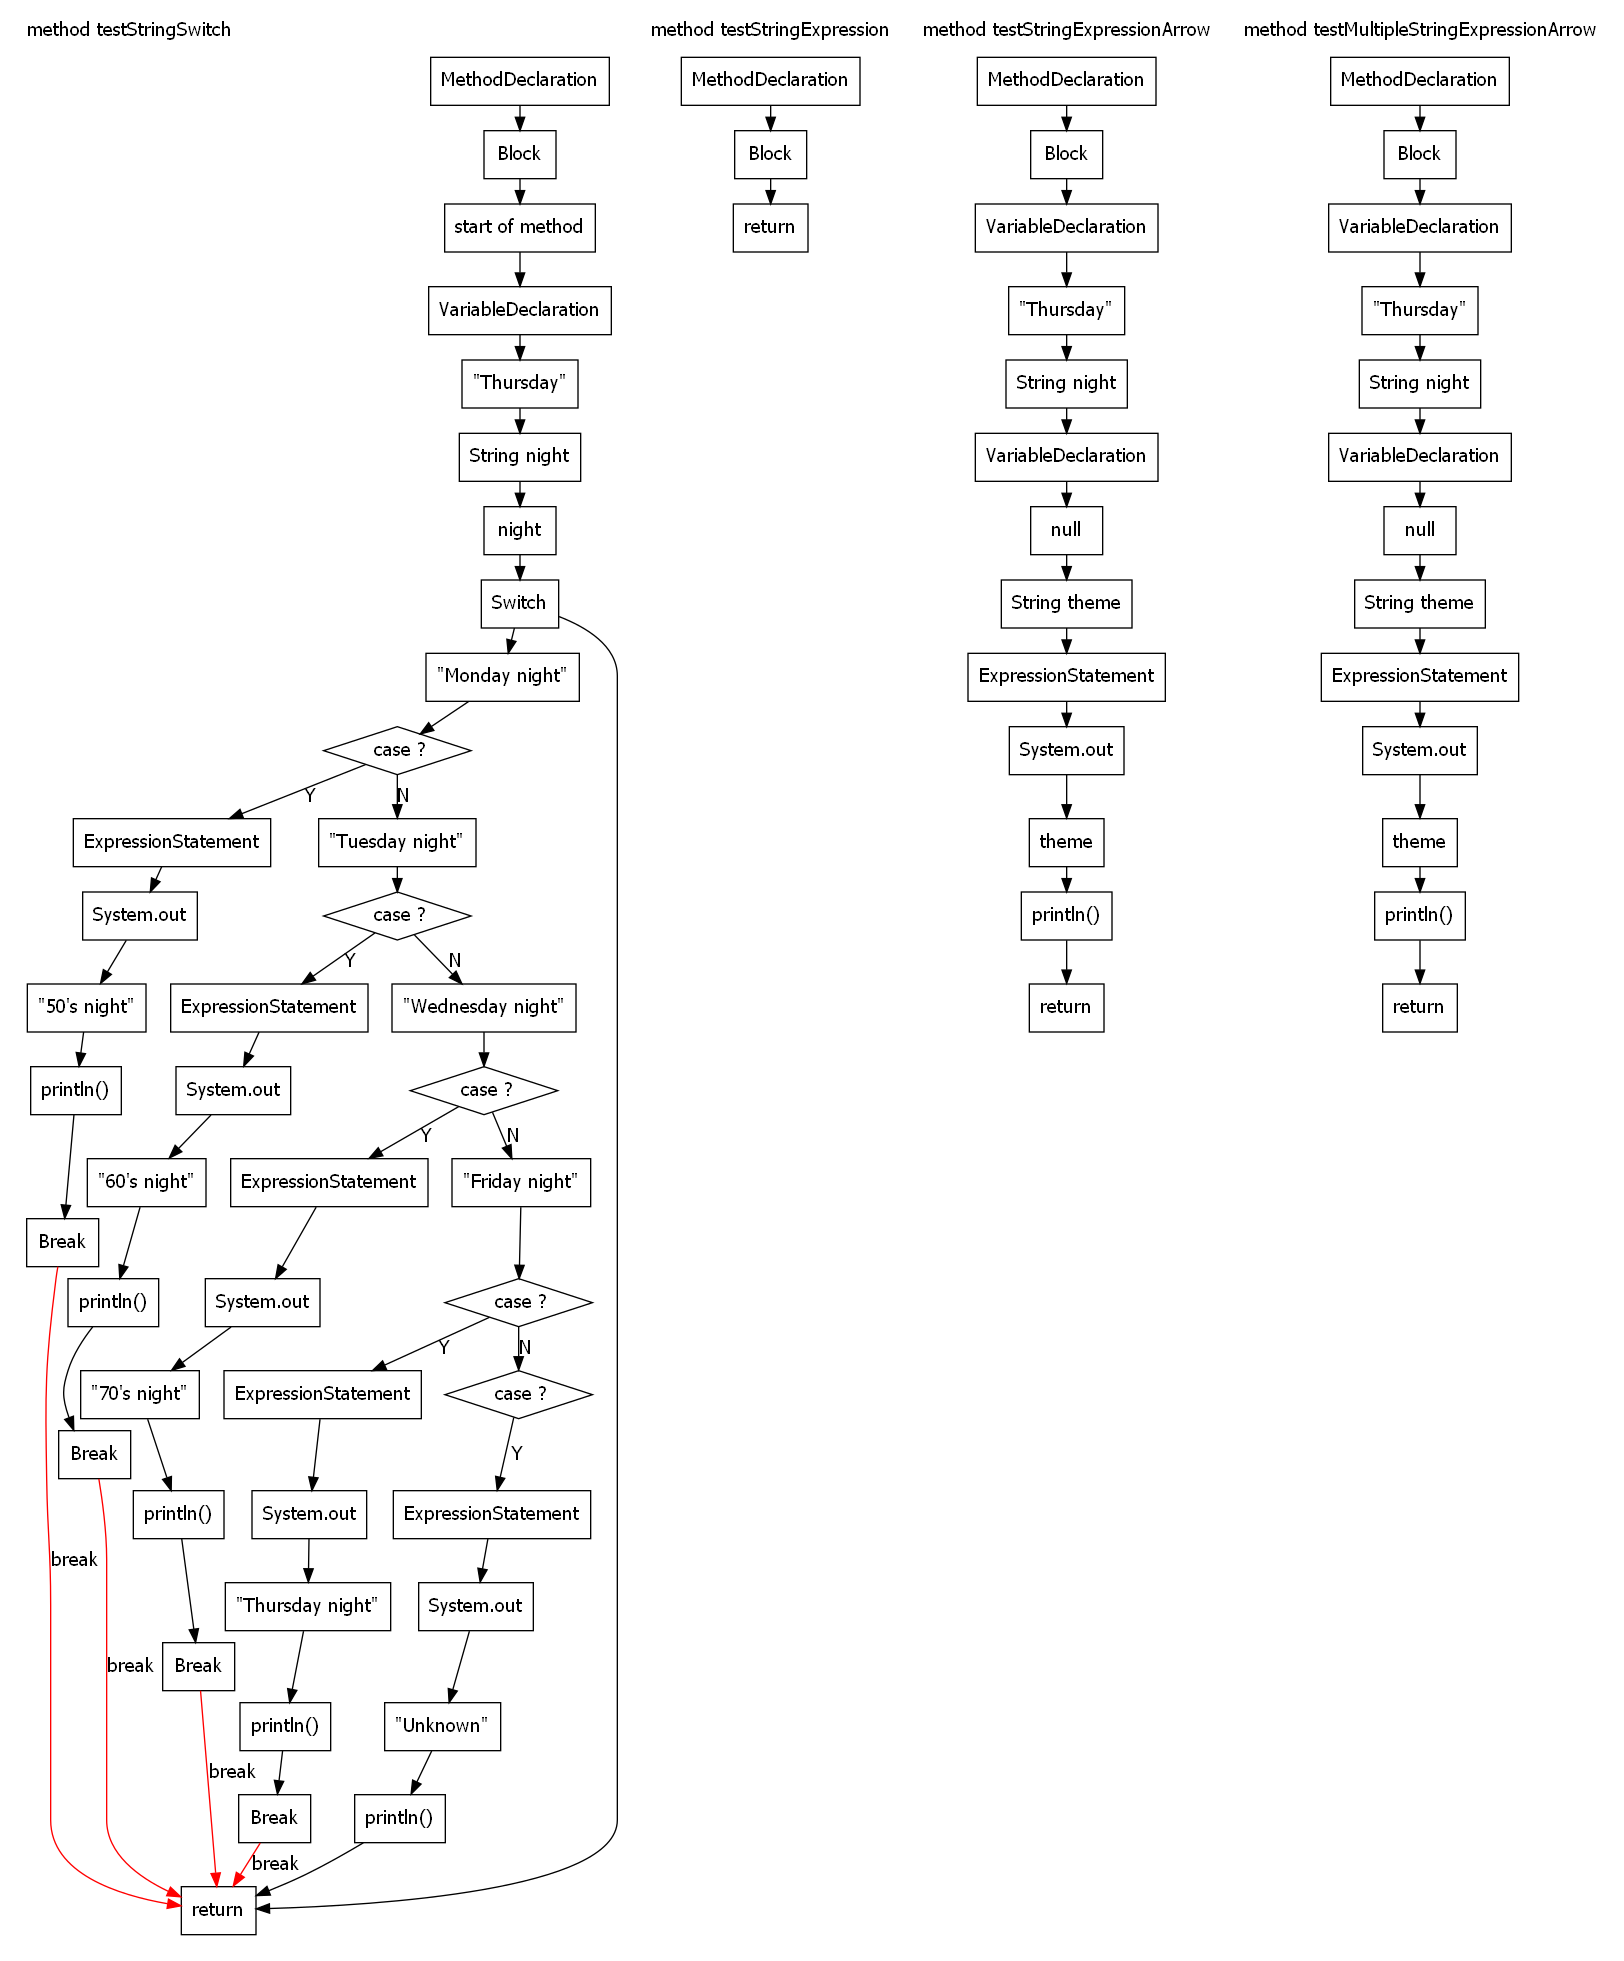 method testStringSwitch
MethodDeclaration
Block
start of method
VariableDeclaration
"Thursday"
String night
night
Switch
"Monday night"
case ?
Y
N
ExpressionStatement
"Tuesday night"
System.out
case ?
Y
N
"50's night"
ExpressionStatement
"Wednesday night"
println()
System.out
case ?
Y
N
"60's night"
ExpressionStatement
"Friday night"
Break
println()
System.out
case ?
Y
N
"70's night"
ExpressionStatement
case ?
Break
Y
println()
System.out
ExpressionStatement
break
"Thursday night"
System.out
break
Break
println()
"Unknown"
break
Break
println()
break
return
method testStringExpression
MethodDeclaration
Block
return
method testStringExpressionArrow
MethodDeclaration
Block
VariableDeclaration
"Thursday"
String night
VariableDeclaration
null
String theme
ExpressionStatement
System.out
theme
println()
return
method testMultipleStringExpressionArrow
MethodDeclaration
Block
VariableDeclaration
"Thursday"
String night
VariableDeclaration
null
String theme
ExpressionStatement
System.out
theme
println()
return